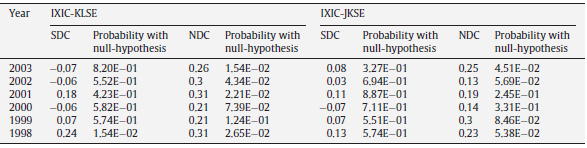 Year IXIC-KLSE IXIC-JKSE
SDC Probability with NDC Probability with SDC Probability with NDC Probability with
null-hypothesis null-hypothesis null-hypothesis null-hypothesis
2003 −0.07 8.20E−01 0,26 1,54E−02 0,08 3,27E−01 0,25 4,51E−02
2002 −0,06 5,52E−01 0,3 4,34E−02 0,03 6,94E−01 0,13 5,69E−02
2001 0,18 4,23E−01 0,31 2,21E−02 0,11 8,87E−01 0,19 2,45E−01
2000 −0,06 5,82E−01 0,21 7,39E−02 −0,07 7,11E−01 0,14 3,31E−01
1999 0,07 5,74E−01 0,21 1,24E−01 0,07 5,51E−01 0,3 8,46E−02
1998 0,24 1,54E−02 0,31 2,65E−02 0,13 5,74E−01 0,23 5,38E−02